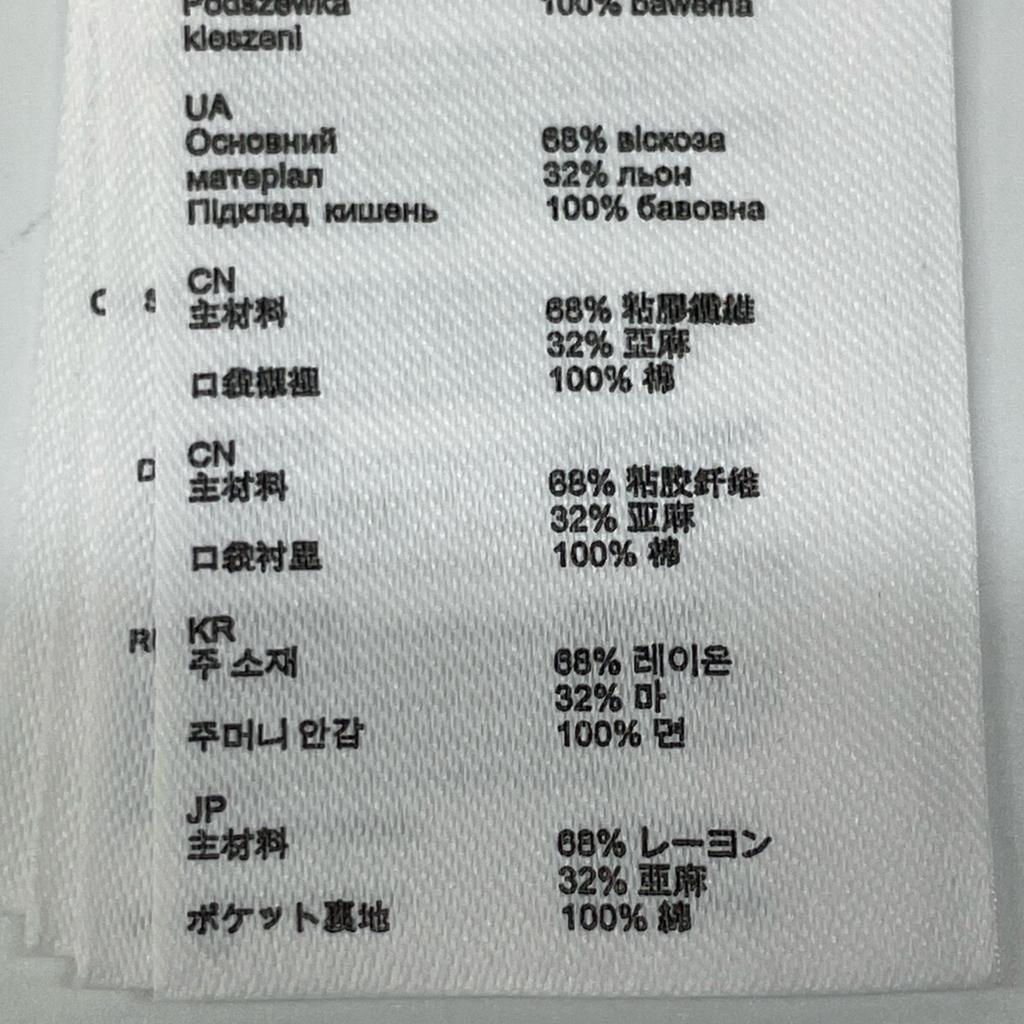 Podszewka 100% bawełna
kieszeni
UA
Основний 68% віскоза
матеріал 32% льон
Підклад кишень 100% бавовна
CN
主材料 68% 粘膠纖維
32% 亞麻
口袋襯裡 100% 棉
CN
主材料 68% 粘胶纤维
32% 亚麻
口袋衬里 100% 棉
KR
주 소재 68% 레이온
32% 마
주머니 안감 100% 면
JP
主材料 68% レーヨン
32% 亜麻
ポケット裏地 100% 綿